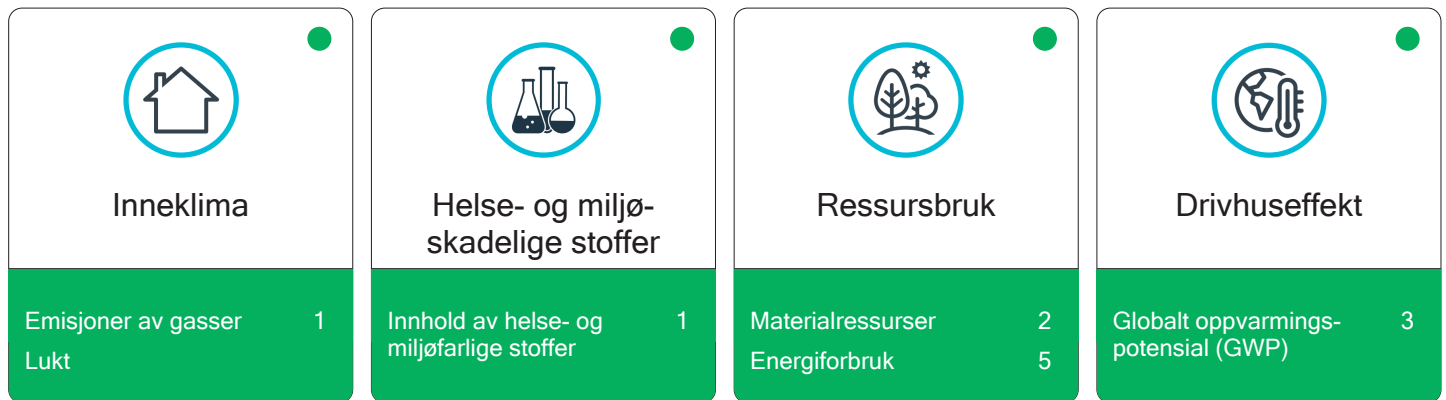 Inneklima
Emisjoner av gasser 1
Lukt
Helse- og miljø-
skadelige stoffer
Innhold av helse- og 1
miljøfarlige stoffer
Ressursbruk
Materialressurser 2
Energiforbruk 5
Drivhuseffekt
Globalt oppvarmings- 3
potensial (GWP)